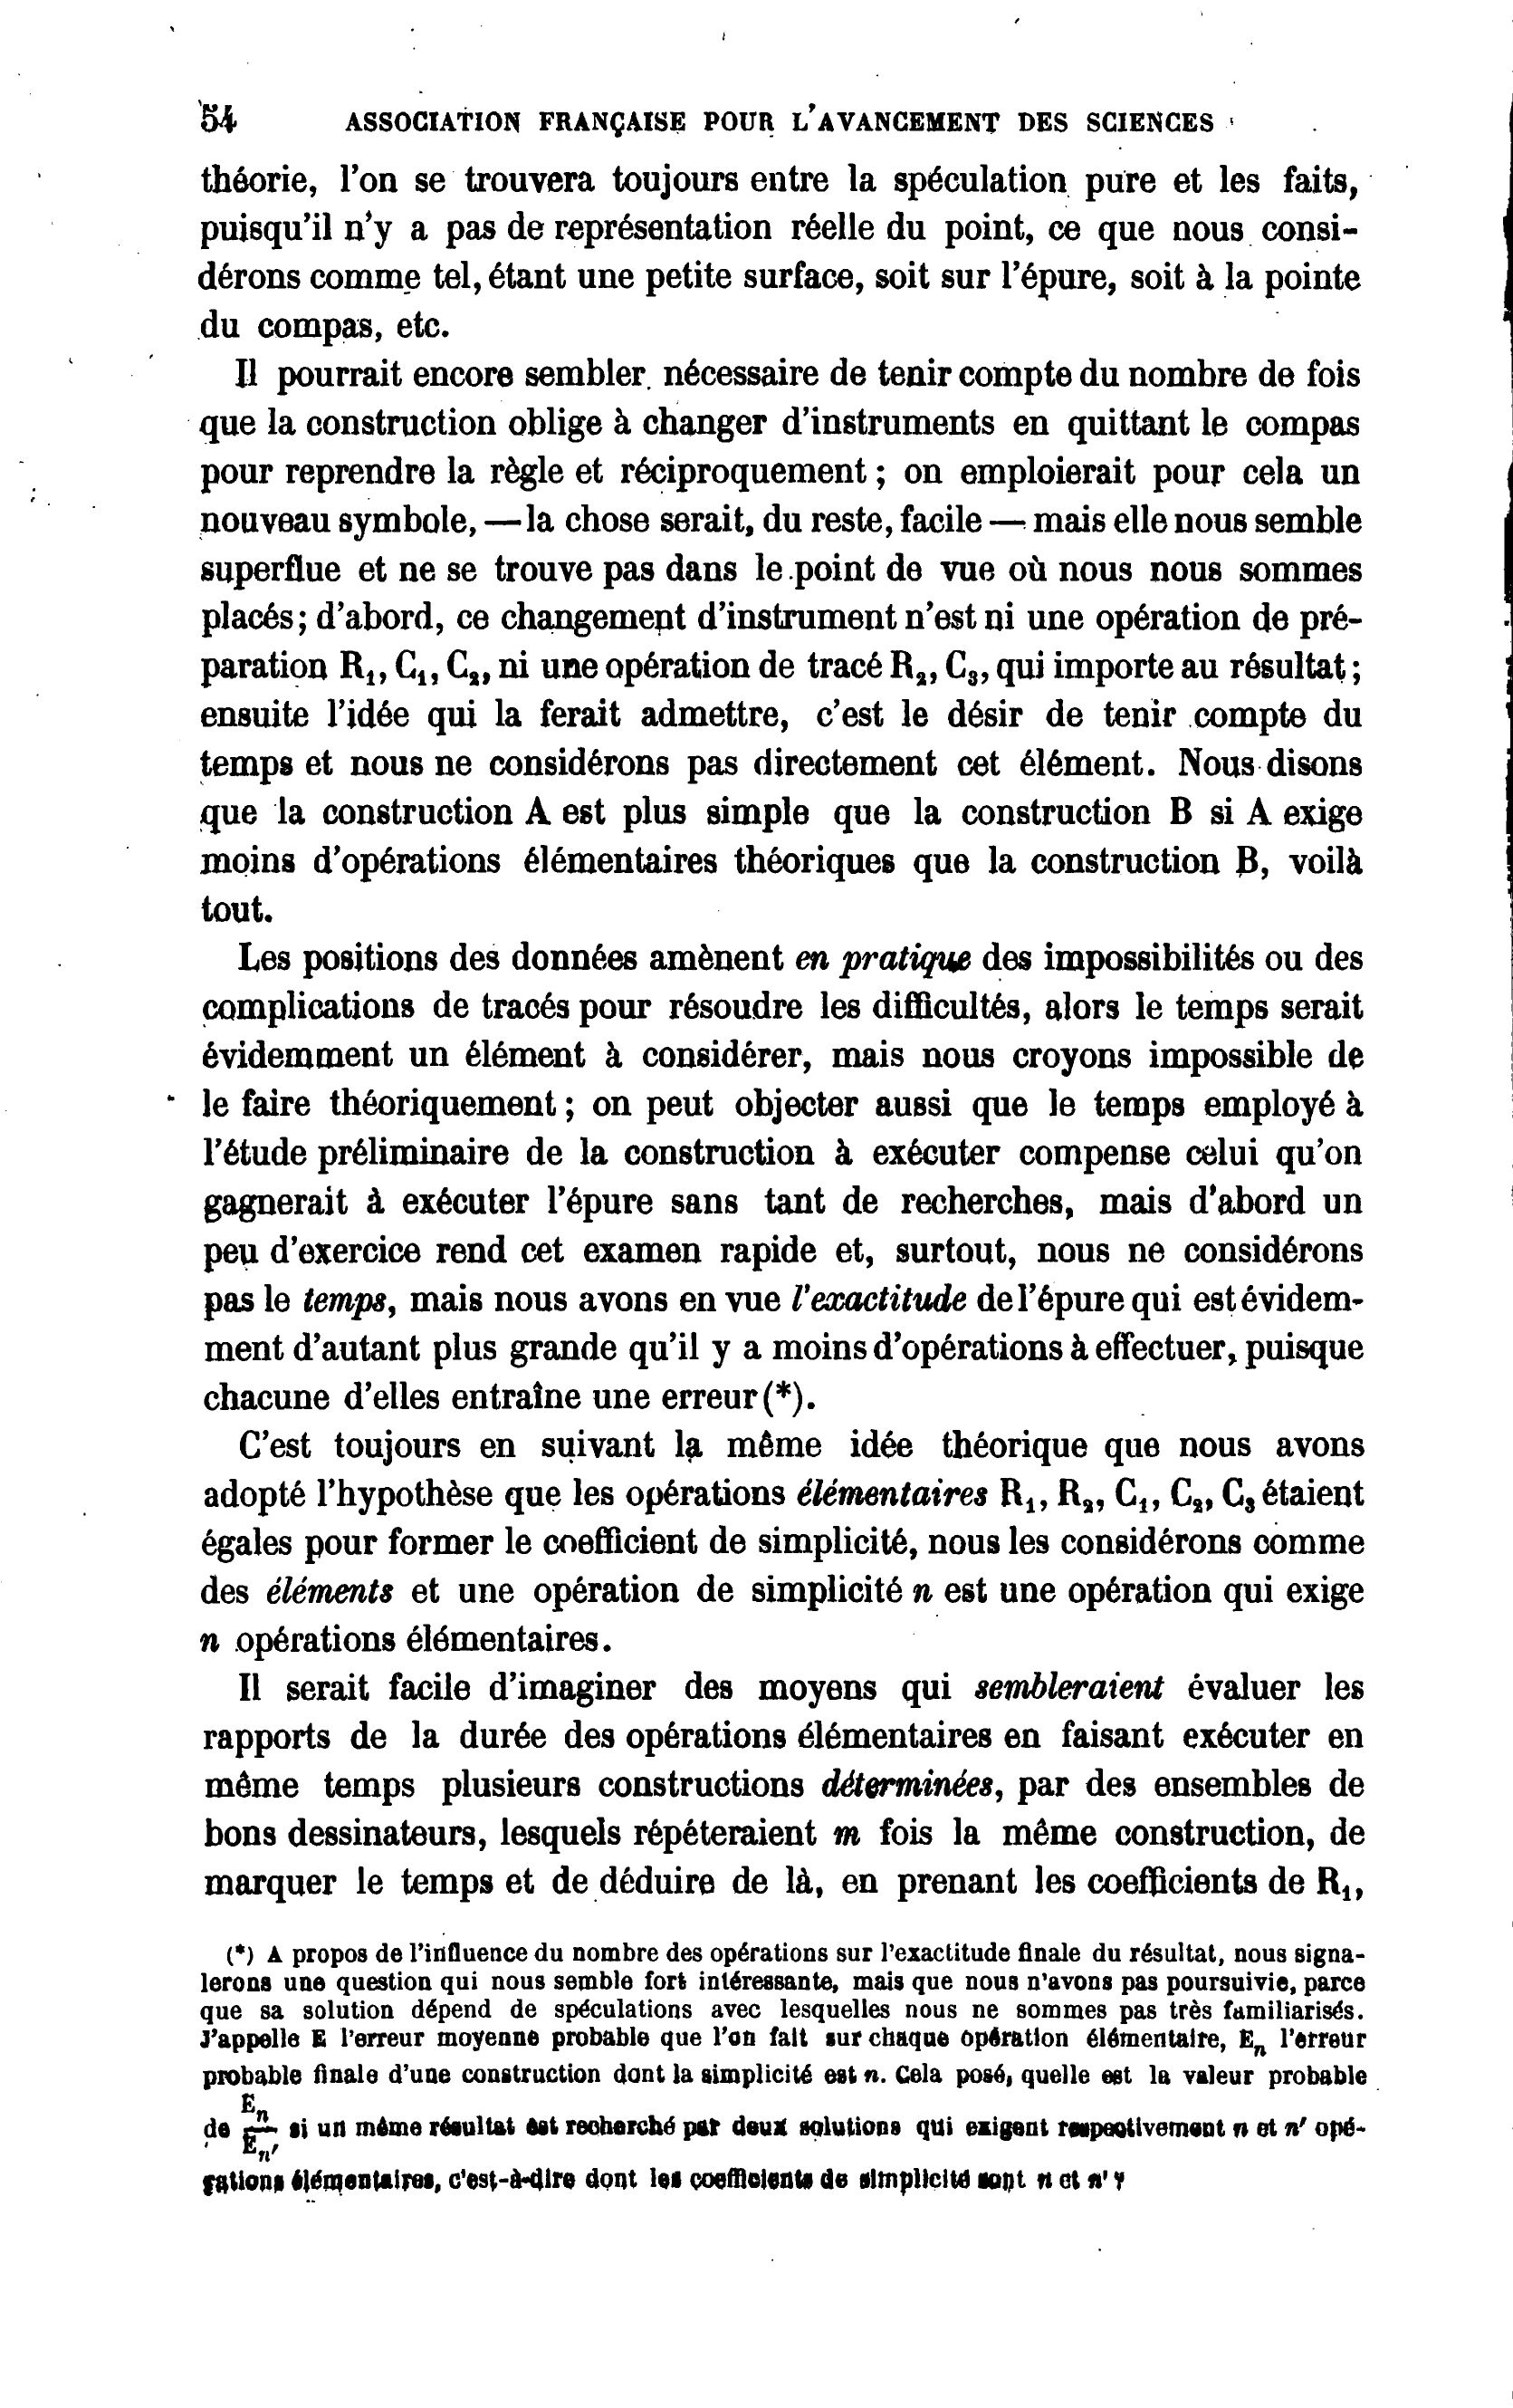 54 ASSOCIATION FRANÇAISE POUR L'AVANCEMENT DES SCIENCES
théorie, l'on se trouvera toujours entre la spéculation pure et les faits,
puisqu'il n'y a pas de représentation réelle du point, ce que nous consi-
dérons comme tel, étant une petite surface, soit sur l'épure, soit à la pointe
du compas, etc.
Il pourrait encore sembler nécessaire de tenir compte du nombre de fois
que la construction oblige à changer d'instruments en quittant le compas
pour reprendre la règle et réciproquement ; on emploierait pour cela un
nouveau symbole, — la chose serait, du reste, facile — mais elle nous semble
superflue et ne se trouve pas dans le point de vue où nous nous sommes
placés; d'abord, ce changement d'instrument n'est ni une opération de pré-
paration R₁, C₁, C₂, ni une opération de tracé R₂, C₃, qui importe au résultat ;
ensuite l'idée qui la ferait admettre, c'est le désir de tenir compte du
temps et nous ne considérons pas directement cet élément. Nous disons
que la construction A est plus simple que la construction B si A exige
moins d'opérations élémentaires théoriques que la construction B, voilà
tout.
Les positions des données amènent en pratique des impossibilités ou des
complications de tracés pour résoudre les difficultés, alors le temps serait
évidemment un élément à considérer, mais nous croyons impossible de
le faire théoriquement ; on peut objecter aussi que le temps employé à
l'étude préliminaire de la construction à exécuter compense celui qu'on
gagnerait à exécuter l'épure sans tant de recherches, mais d'abord un
peu d'exercice rend cet examen rapide et, surtout, nous ne considérons
pas le temps, mais nous avons en vue l'exactitude de l'épure qui est évidem-
ment d'autant plus grande qu'il y a moins d'opérations à effectuer, puisque
chacune d'elles entraîne une erreur (*).
C'est toujours en suivant la même idée théorique que nous avons
adopté l'hypothèse que les opérations élémentaires R₁, R₂, C₁, C₂, C₃ étaient
égales pour former le coefficient de simplicité, nous les considérons comme
des éléments et une opération de simplicité n est une opération qui exige
n opérations élémentaires.
Il serait facile d'imaginer des moyens qui sembleraient évaluer les
rapports de la durée des opérations élémentaires en faisant exécuter en
même temps plusieurs constructions déterminées, par des ensembles de
bons dessinateurs, lesquels répéteraient m fois la même construction, de
marquer le temps et de déduire de là, en prenant les coefficients de R₁,
(*) A propos de l'influence du nombre des opérations sur l'exactitude finale du résultat, nous signa-
lerons une question qui nous semble fort intéressante, mais que nous n'avons pas poursuivie, parce
que sa solution dépend de spéculations avec lesquelles nous ne sommes pas très familiarisés.
J'appelle E l'erreur moyenne probable que l'on fait sur chaque opération élémentaire, Eₙ l'erreur
probable finale d'une construction dont la simplicité est n. Cela posé, quelle est la valeur probable
de Eₙ/Eₙ′ si un même résultat est recherché par deux solutions qui exigent respectivement n et n' opé-
rations élémentaires, c'est-à-dire dont les coefficients de simplicité sont n et n' ?